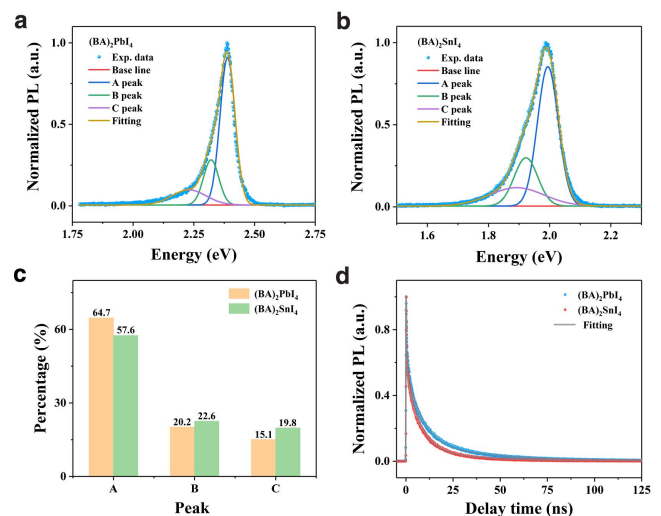 a
(BA)₂PbI₄
Exp. data
Base line
A peak
B peak
C peak
Fitting
Normalized PL (a.u.)
1.0
0.5
0.0
1.75 2.00 2.25 2.50 2.75
Energy (eV)
b
(BA)₂SnI₄
Exp. data
Base line
A peak
B peak
C peak
Fitting
Normalized PL (a.u.)
1.0
0.5
0.0
1.6 1.8 2.0 2.2
Energy (eV)
c
(BA)₂PbI₄
(BA)₂SnI₄
Percentage (%)
90
60
30
0
64.7
57.6
20.2
22.6
15.1
19.8
A B C
Peak
d
(BA)₂PbI₄
(BA)₂SnI₄
Fitting
Normalized PL (a.u.)
0.8
0.4
0.0
0 25 50 75 100 125
Delay time (ns)